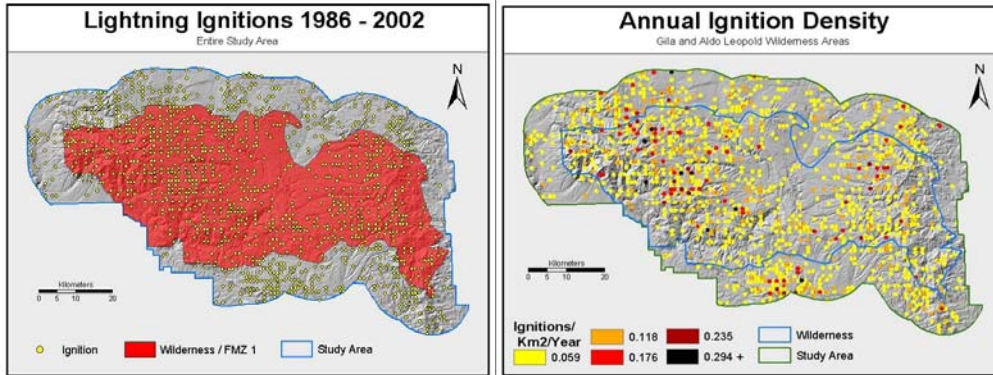 Lightning Ignitions 1986 - 2002
Entire Study Area
N
Kilometers
0 5 10 20
Ignition
Wilderness / FMZ 1
Study Area
Annual Ignition Density
Gila and Aldo Leopold Wilderness Areas
N
Kilometers
0 5 10 20
Ignitions/
Km2/Year
0.059
0.118
0.176
0.235
0.294 +
Wilderness
Study Area